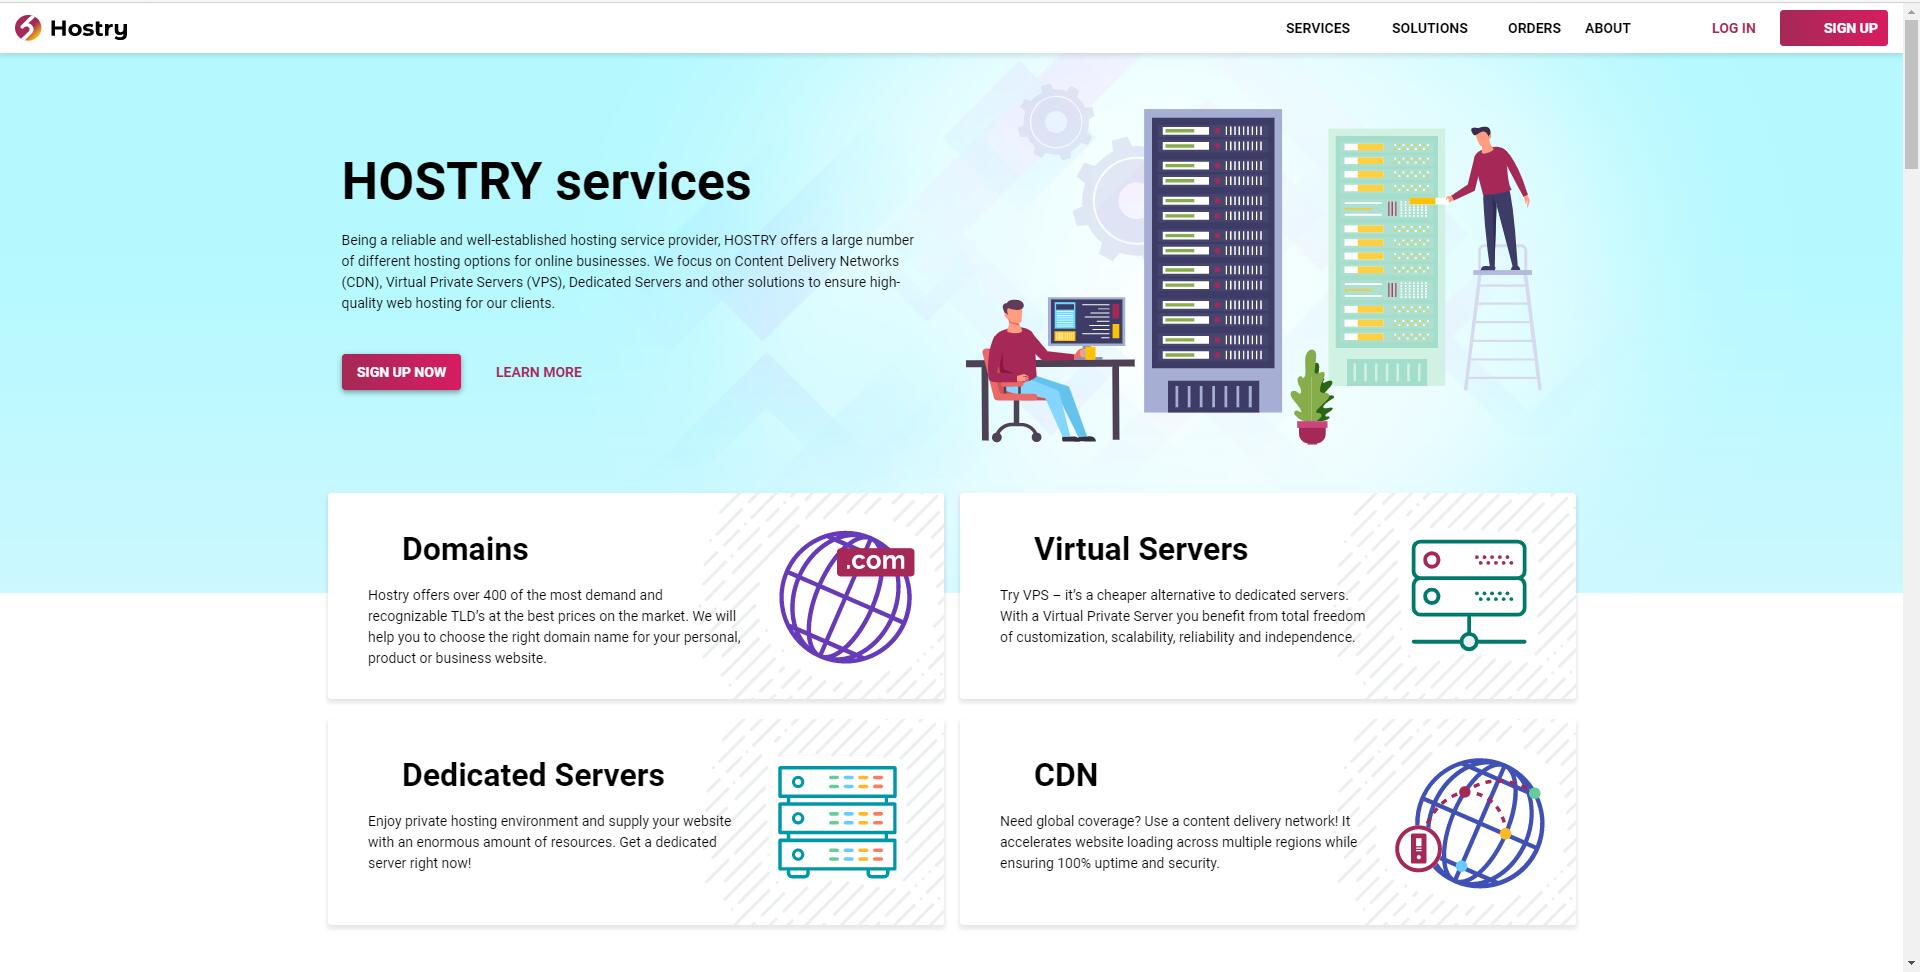 Hostry
SERVICES
SOLUTIONS
ORDERS
ABOUT
LOG IN
SIGN UP
HOSTRY services
Being a reliable and well-established hosting service provider, HOSTRY offers a large number
of different hosting options for online businesses. We focus on Content Delivery Networks
(CDN), Virtual Private Servers (VPS), Dedicated Servers and other solutions to ensure high-
quality web hosting for our clients.
SIGN UP NOW
LEARN MORE
Domains
.com
Hostry offers over 400 of the most demand and
recognizable TLD’s at the best prices on the market. We will
help you to choose the right domain name for your personal,
product or business website.
Virtual Servers
Try VPS – it’s a cheaper alternative to dedicated servers.
With a Virtual Private Server you benefit from total freedom
of customization, scalability, reliability and independence.
Dedicated Servers
Enjoy private hosting environment and supply your website
with an enormous amount of resources. Get a dedicated
server right now!
CDN
Need global coverage? Use a content delivery network! It
accelerates website loading across multiple regions while
ensuring 100% uptime and security.